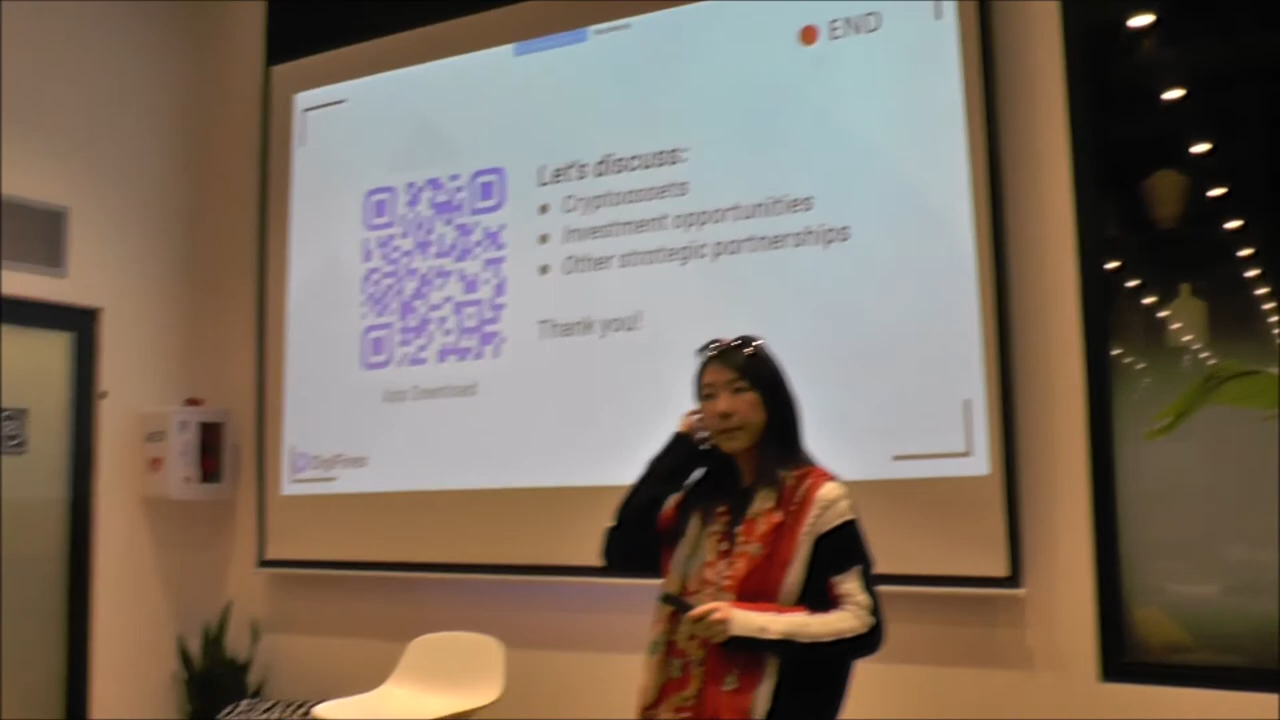 END
Let's discuss:
• Cryptoassets
• Investment opportunities
• Other strategic partnerships
Thank you!
App Download